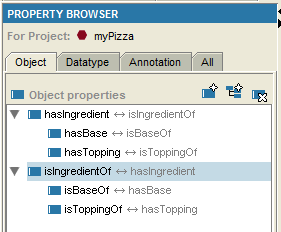 PROPERTY BROWSER
For Project: myPizza
Object Datatype Annotation All
Object properties
hasIngredient ↔ isIngredientOf
hasBase ↔ isBaseOf
hasTopping ↔ isToppingOf
isIngredientOf ↔ hasIngredient
isBaseOf ↔ hasBase
isToppingOf ↔ hasTopping